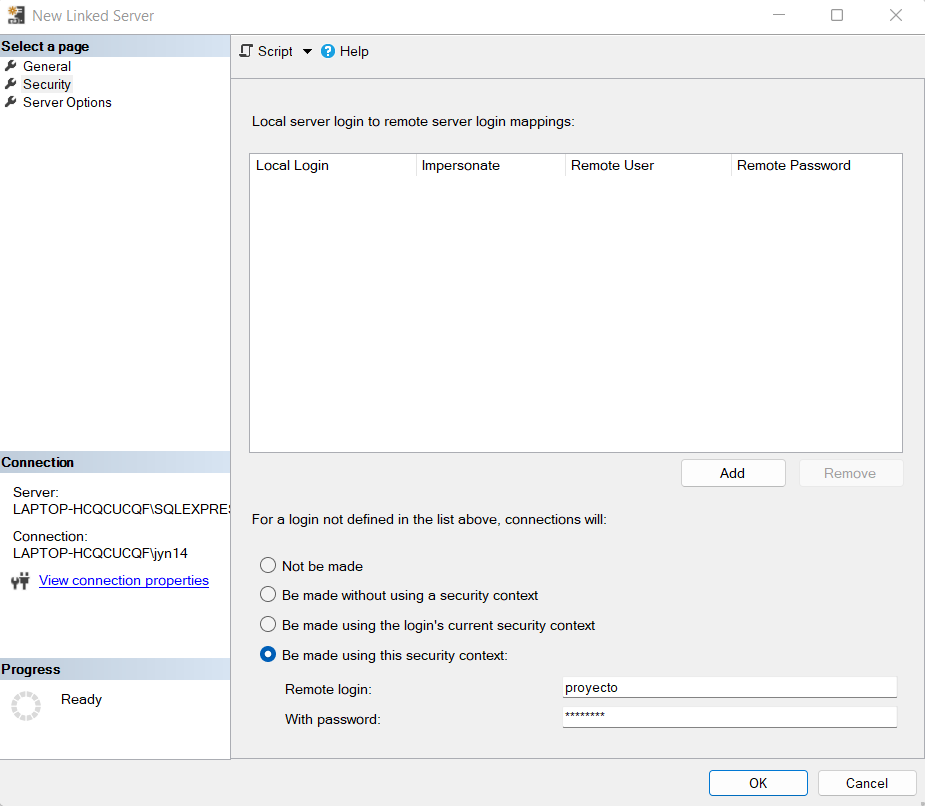 New Linked Server
Select a page
General
Security
Server Options
Script Help
Local server login to remote server login mappings:
Local Login Impersonate Remote User Remote Password
Add Remove
Connection
Server:
LAPTOP-HCQCUCQF\SQLEXPRES
Connection:
LAPTOP-HCQCUCQF\jyn14
View connection properties
For a login not defined in the list above, connections will:
Not be made
Be made without using a security context
Be made using the login's current security context
Be made using this security context:
Remote login: proyecto
With password: ********
Progress
Ready
OK Cancel